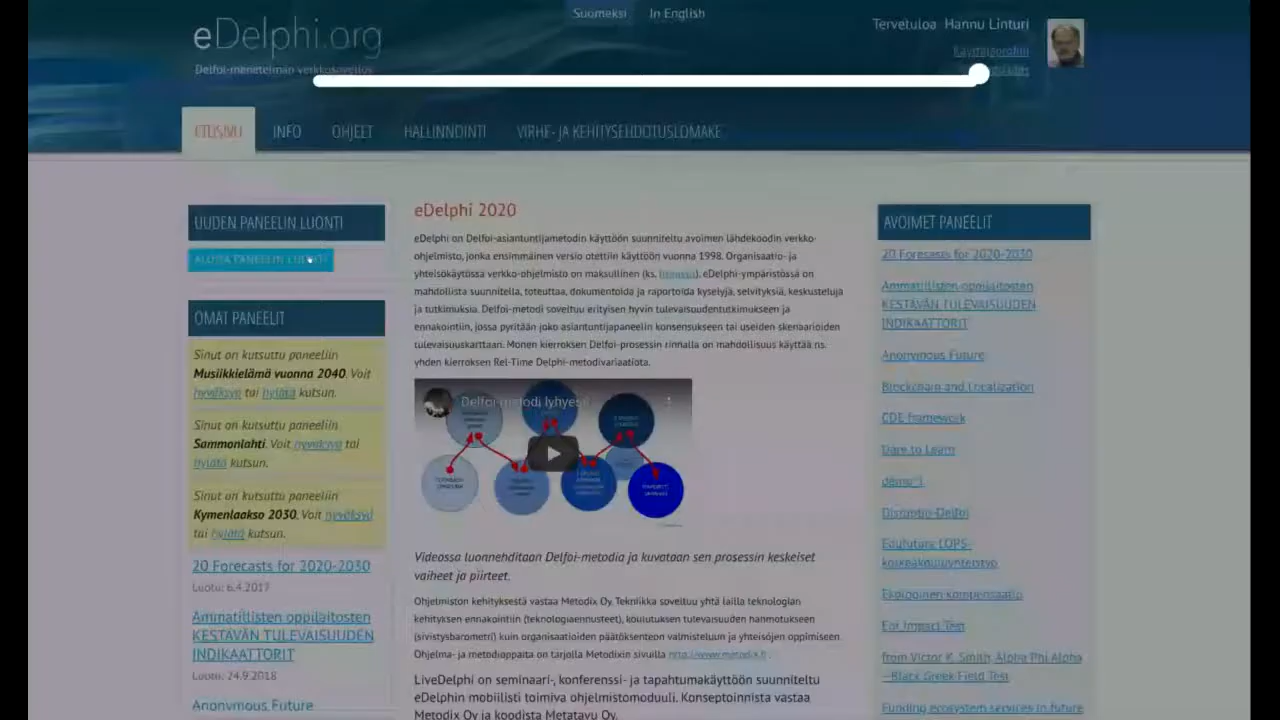 Suomeksi In English
eDelphi.org
Tervetuloa Hannu Linturi
Käyttäjäprofiili
Delfoi-menetelmän verkkosovellus
ETUSIVU INFO OHJEET HALLINNOINTI VIRHE- JA KEHITYSEHDOTUSLOMAKE
UUDEN PANEELIN LUONTI
ALOITA PANEELIN LUONTI
OMAT PANEELIT
Sinut on kutsuttu paneeliin
Musiikkielämä vuonna 2040. Voit
hyväksyä tai hylätä kutsun.
Sinut on kutsuttu paneeliin
Sammonlahti. Voit hyväksyä tai
hylätä kutsun.
Sinut on kutsuttu paneeliin
Kymenlaakso 2030. Voit hyväksyä
tai hylätä kutsun.
20 Forecasts for 2020-2030
Luotu: 6.4.2017
Ammatillisten oppilaitosten
KESTÄVÄN TULEVAISUUDEN
INDIKAATTORIT
Luotu: 24.9.2018
Anonymous Future
eDelphi 2020
eDelphi on Delfoi-asiantuntijametodin käyttöön suunniteltu avoimen lähdekoodin verkko-
ohjelmisto, jonka ensimmäinen versio otettiin käyttöön vuonna 1998. Organisaatio- ja
yhteisökäytössä verkko-ohjelmisto on maksullinen (ks. hinnasto). eDelphi-ympäristössä on
mahdollista suunnitella, toteuttaa, dokumentoida ja raportoida kyselyjä, selvityksiä, keskusteluja
ja tutkimuksia. Delfoi-metodi soveltuu erityisen hyvin tulevaisuudentutkimukseen ja
ennakointiin, jossa pyritään joko asiantuntijapaneelin konsensukseen tai useiden skenaarioiden
tulevaisuuskarttaan. Monen kierroksen Delfoi-prosessin rinnalla on mahdollisuus käyttää ns.
yhden kierroksen Rel-Time Delphi-metodivariaatiota.
Delfoi-metodi lyhyesti
Videossa luonnehditaan Delfoi-metodia ja kuvataan sen prosessin keskeiset
vaiheet ja piirteet.
Ohjelmiston kehityksestä vastaa Metodix Oy. Tekniikka soveltuu yhtä lailla teknologian
kehityksen ennakointiin (teknologiaennusteet), koulutuksen tulevaisuuden hahmotukseen
(sivistysbarometri) kuin organisaatioiden päätöksenteon valmisteluun ja yhteisöjen oppimiseen.
Ohjelma- ja metodioppaita on tarjolla Metodixin sivuilla http://www.metodix.fi .
LiveDelphi on seminaari-, konferenssi- ja tapahtumakäyttöön suunniteltu
eDelphin mobiilisti toimiva ohjelmistomoduuli. Konseptoinnista vastaa
Metodix Oy ja koodista Metatavu Oy.
AVOIMET PANEELIT
20 Forecasts for 2020-2030
Ammatillisten oppilaitosten
KESTÄVÄN TULEVAISUUDEN
INDIKAATTORIT
Anonymous Future
Blockchain and Localization
CDE framework
Dare to Learn
demo 1
Disruptio-Delfoi
Edufutura LOPS-
korkeakouluyhteistyö
Ekologinen kompensaatio
EoI Impact Test
from Victor K. Smith, Alpha Phi Alpha
- Black Greek Field Test
Funding ecosystem services in future